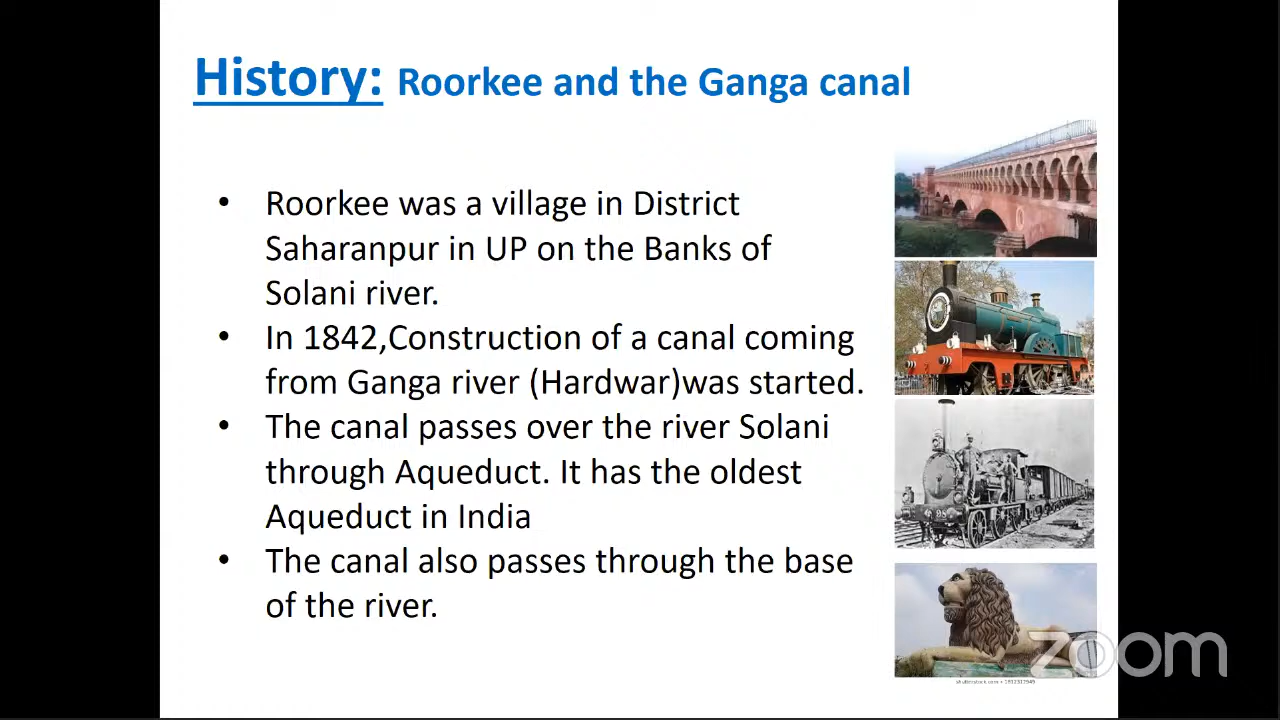 History: Roorkee and the Ganga canal
• Roorkee was a village in District
Saharanpur in UP on the Banks of
Solani river.
• In 1842,Construction of a canal coming
from Ganga river (Hardwar)was started.
• The canal passes over the river Solani
through Aqueduct. It has the oldest
Aqueduct in India
• The canal also passes through the base
of the river.
zoom